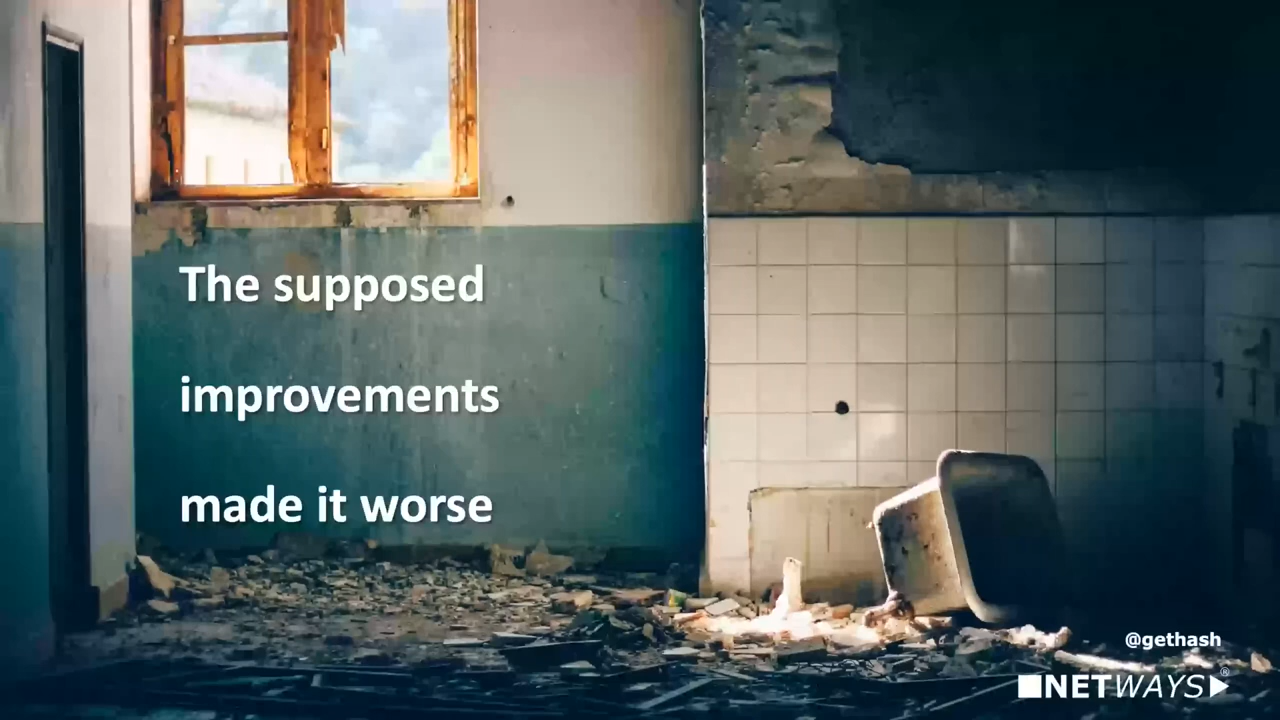 The supposed
improvements
made it worse
@gethash
NETWAYS®